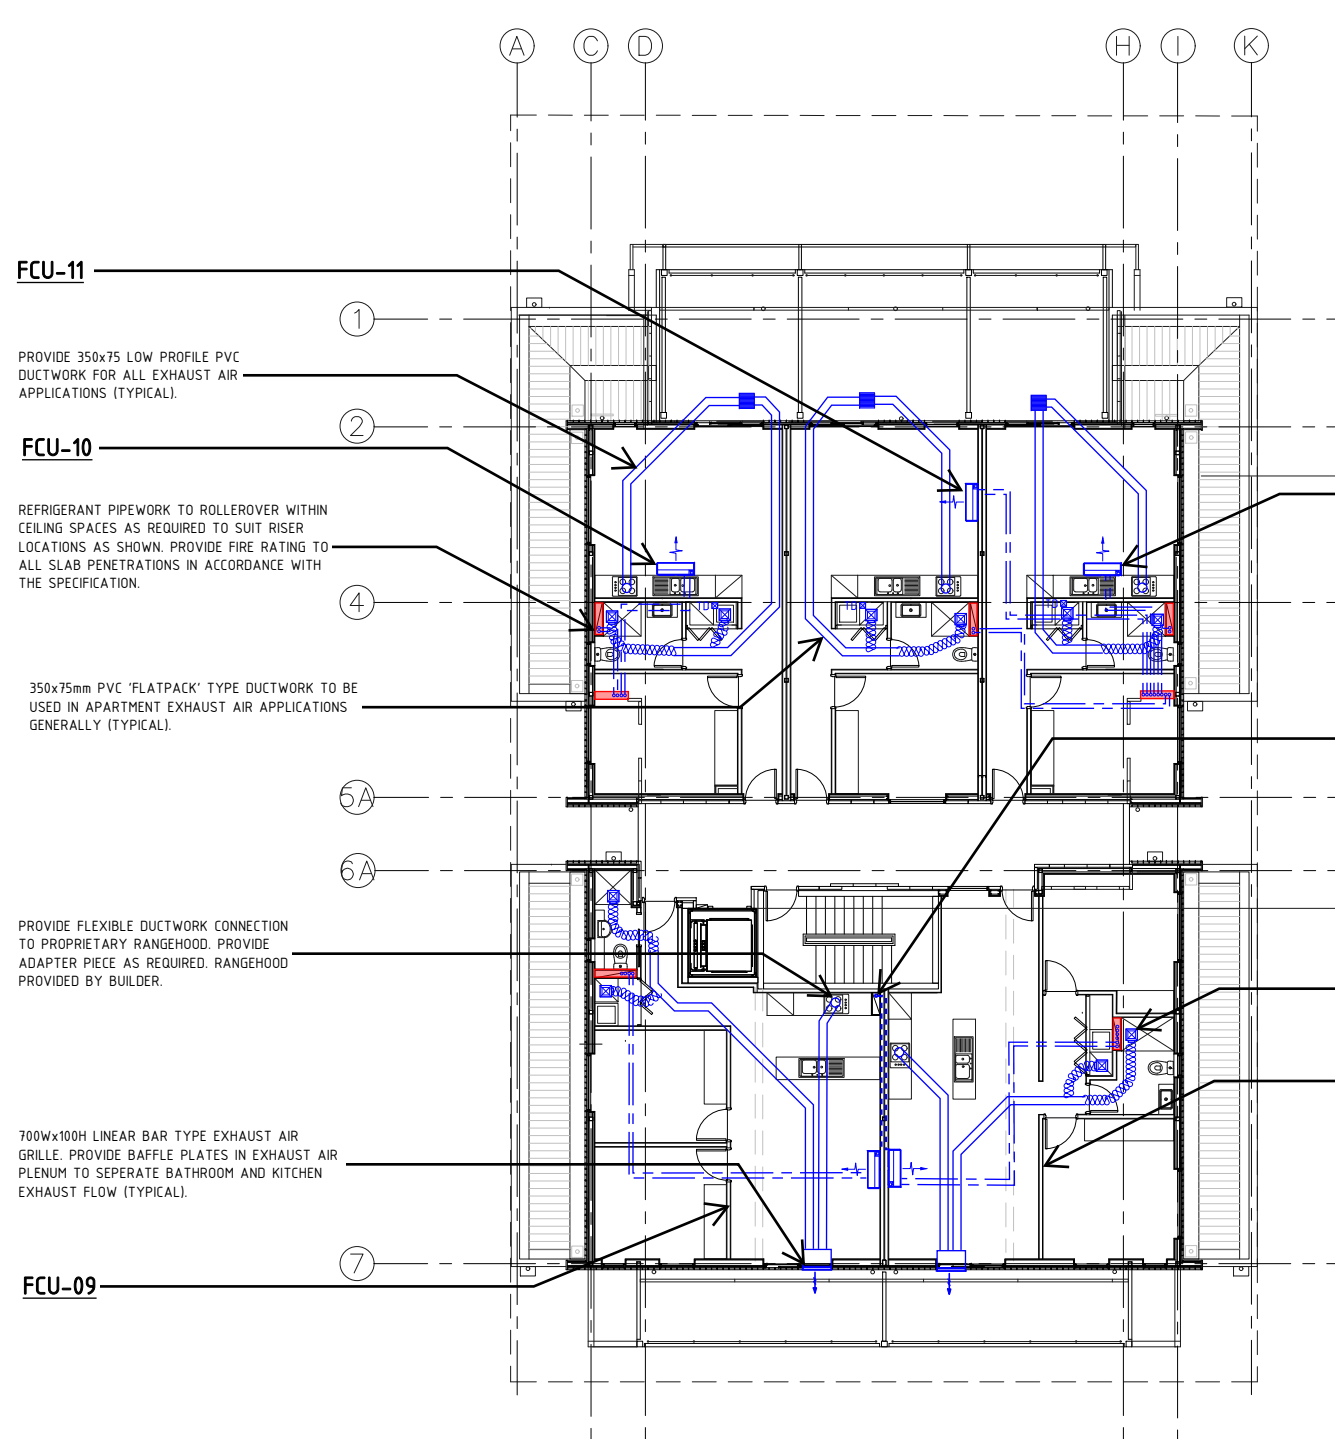 A
C
D
H
I
K
FCU-11
1
PROVIDE 350x75 LOW PROFILE PVC
DUCTWORK FOR ALL EXHAUST AIR
APPLICATIONS (TYPICAL).
2
FCU-10
REFRIGERANT PIPEWORK TO ROLLEROVER WITHIN
CEILING SPACES AS REQUIRED TO SUIT RISER
LOCATIONS AS SHOWN. PROVIDE FIRE RATING TO
ALL SLAB PENETRATIONS IN ACCORDANCE WITH
THE SPECIFICATION.
4
350x75mm PVC 'FLATPACK' TYPE DUCTWORK TO BE
USED IN APARTMENT EXHAUST AIR APPLICATIONS
GENERALLY (TYPICAL).
5A
6A
PROVIDE FLEXIBLE DUCTWORK CONNECTION
TO PROPRIETARY RANGEHOOD. PROVIDE
ADAPTER PIECE AS REQUIRED. RANGEHOOD
PROVIDED BY BUILDER.
700Wx100H LINEAR BAR TYPE EXHAUST AIR
GRILLE. PROVIDE BAFFLE PLATES IN EXHAUST AIR
PLENUM TO SEPERATE BATHROOM AND KITCHEN
EXHAUST FLOW (TYPICAL).
7
FCU-09